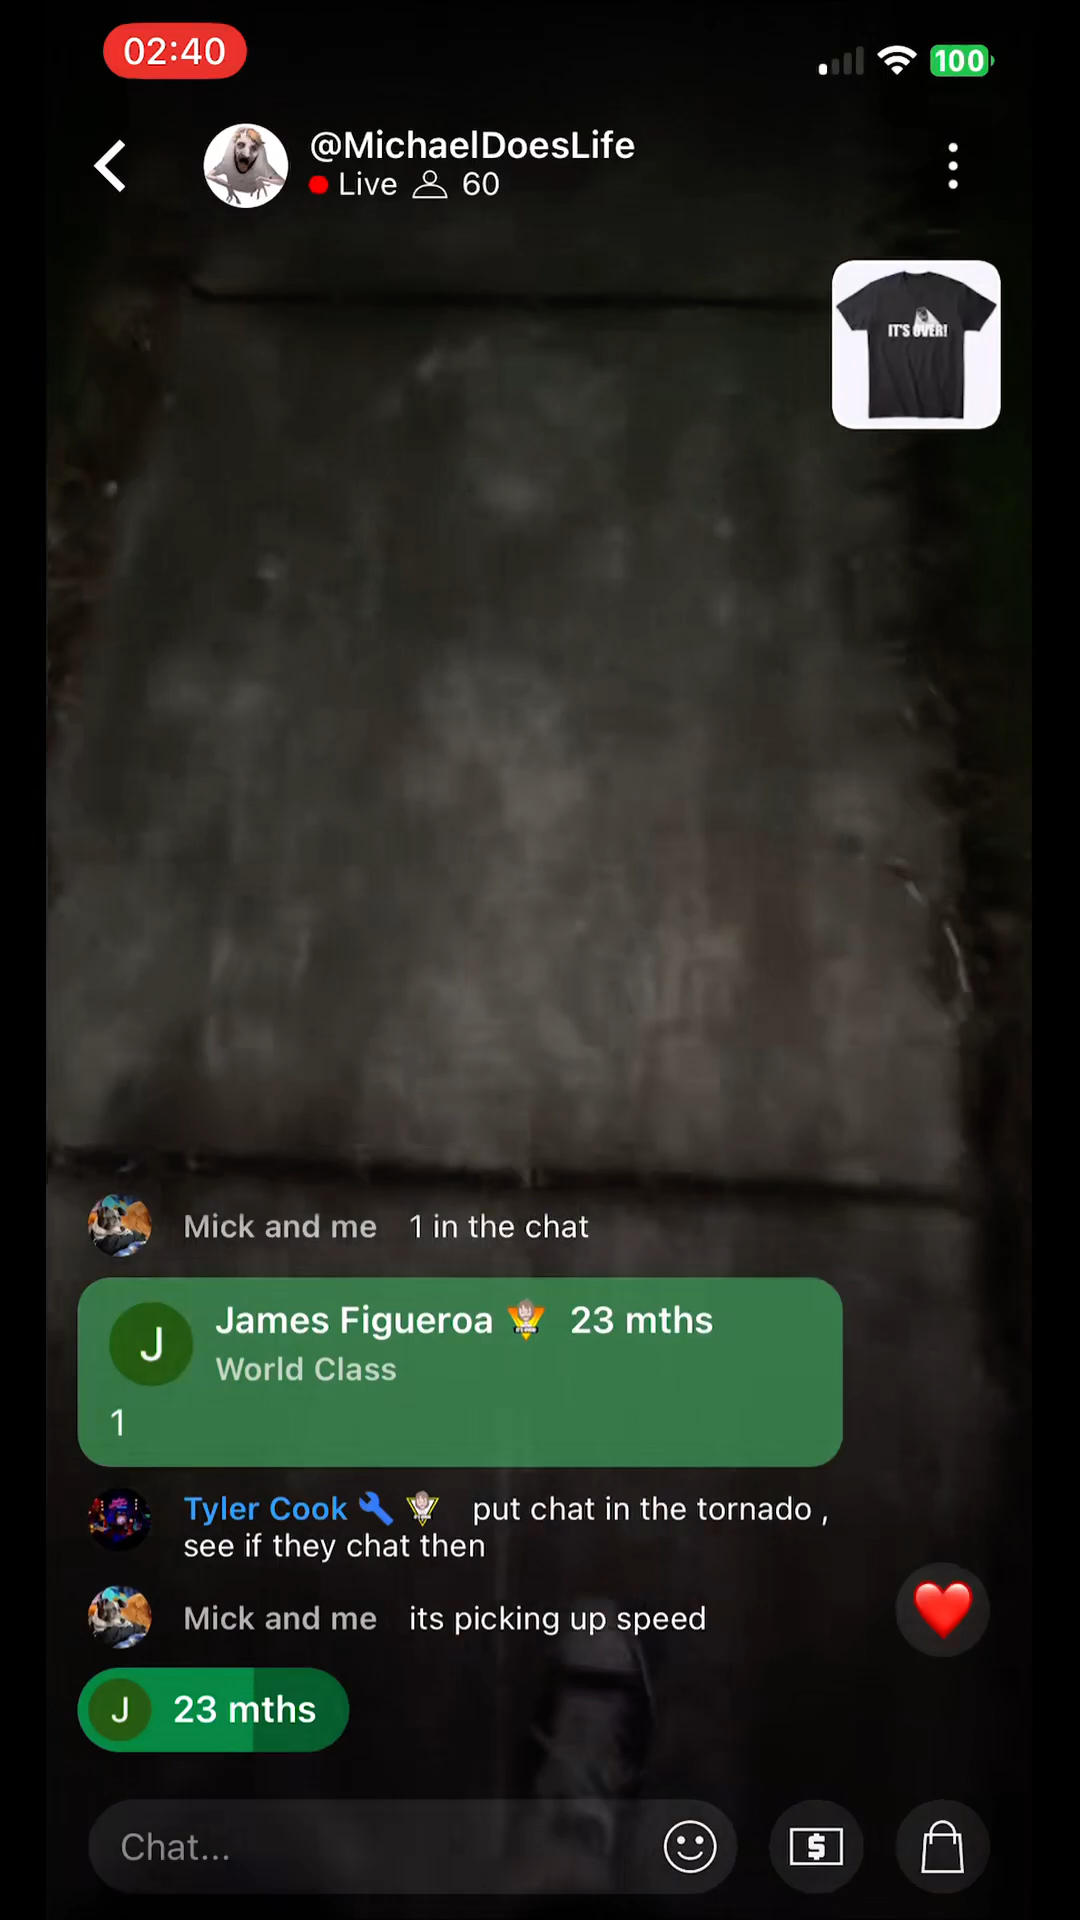 02:40
100
@MichaelDoesLife
Live 60
IT'S OVER!
Mick and me 1 in the chat
James Figueroa 23 mths
World Class
J
1
Tyler Cook put chat in the tornado ,
see if they chat then
Mick and me its picking up speed
J 23 mths
Chat...
$